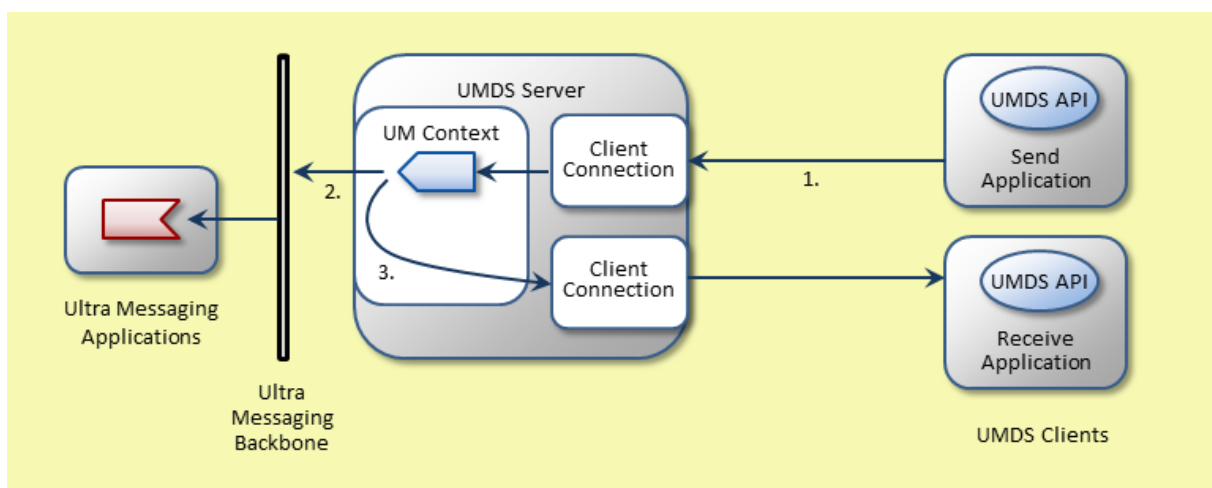 UMDS Server
UM Context
Client
Connection
UMDS API
Send
Application
1.
2.
3.
Client
Connection
UMDS API
Receive
Application
Ultra Messaging
Applications
Ultra
Messaging
Backbone
UMDS Clients